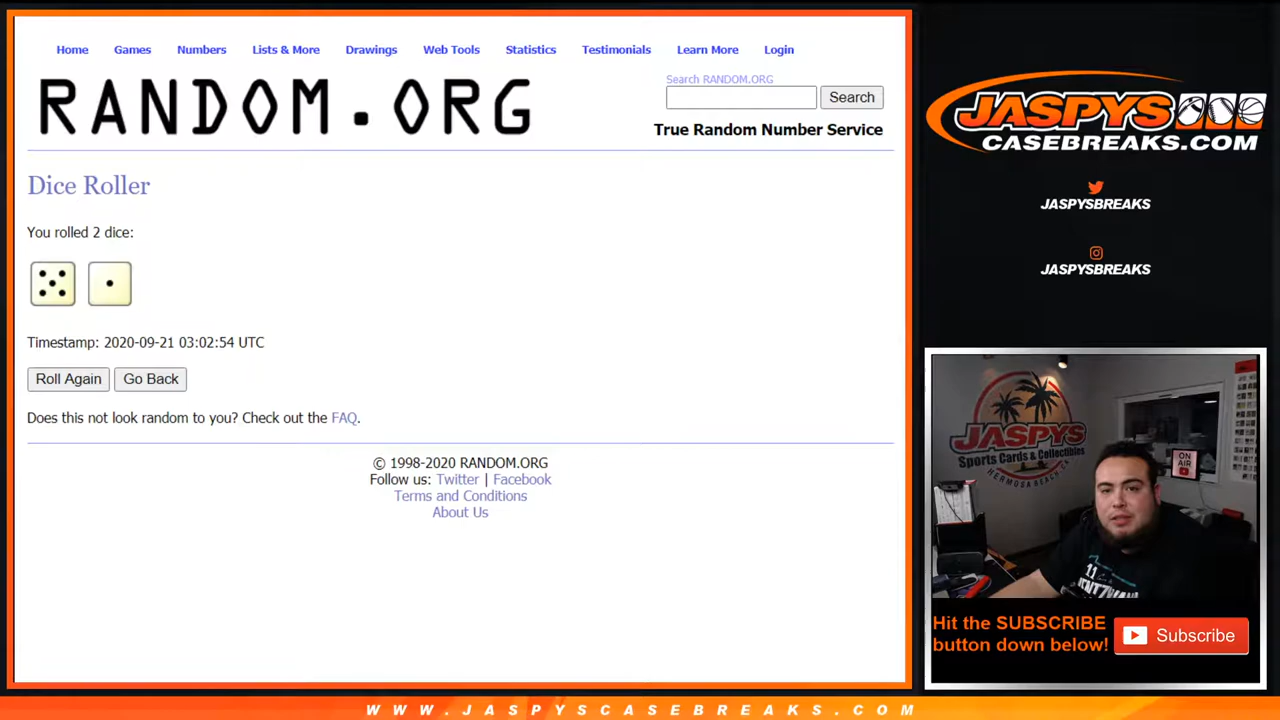 Home Games Numbers Lists & More Drawings Web Tools Statistics Testimonials Learn More Login
RANDOM.ORG
Search RANDOM.ORG
Search
True Random Number Service
Dice Roller
You rolled 2 dice:
Timestamp: 2020-09-21 03:02:54 UTC
Roll Again Go Back
Does this not look random to you? Check out the FAQ.
© 1998-2020 RANDOM.ORG
Follow us: Twitter | Facebook
Terms and Conditions
About Us
JASPYS
CASEBREAKS.COM
JASPYSBREAKS
JASPYSBREAKS
JASPYS
Sports Cards & Collectibles
HERMOSA BEACH, CA
ON
AIR
11
Hit the SUBSCRIBE
button down below!
Subscribe
WWW.JASPYSCASEBREAKS.COM